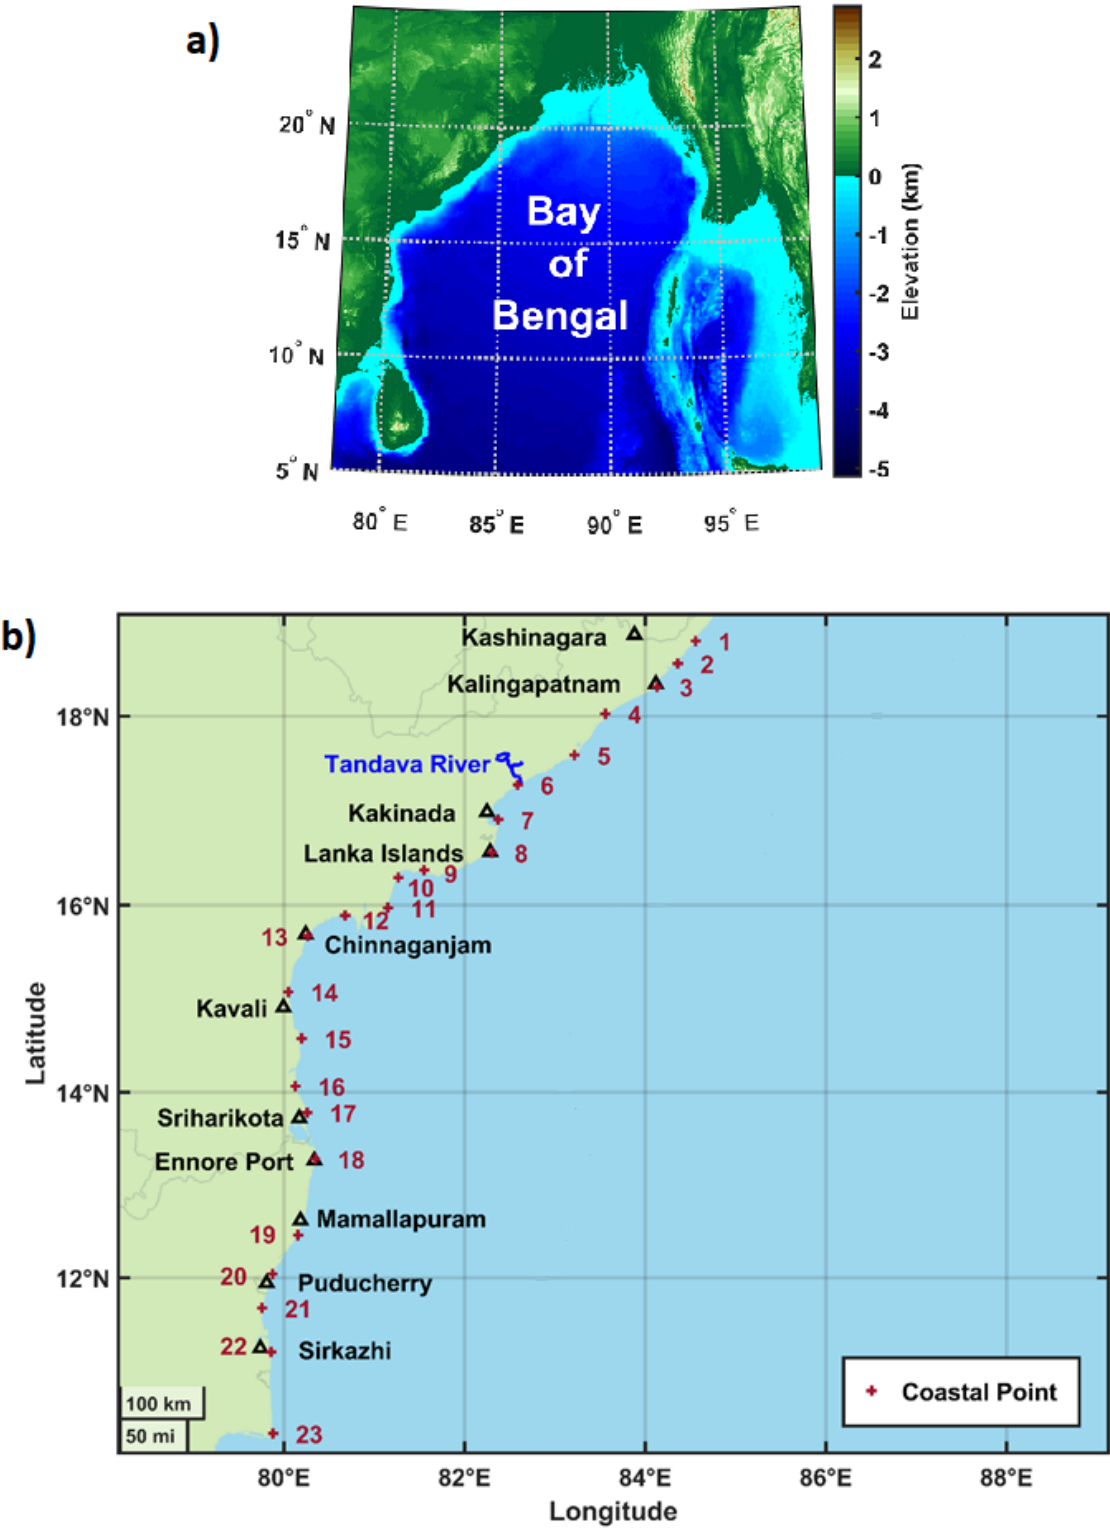 a)
20° N
15° N
10° N
5° N
80° E
85° E
90° E
95° E
Bay
of
Bengal
2
1
0
-1
-2
-3
-4
-5
Elevation (km)
b)
Kashinagara
1
2
Kalingapatnam
3
18°N
4
Tandava River
5
6
Kakinada
7
Lanka Islands
8
9
10
16°N
11
12
13
Chinnaganjam
14
Kavali
15
14°N
16
Sriharikota
17
Ennore Port
18
Mamallapuram
19
12°N
20
Puducherry
21
22
Sirkazhi
23
100 km
50 mi
Coastal Point
80°E
82°E
84°E
86°E
88°E
Latitude
Longitude